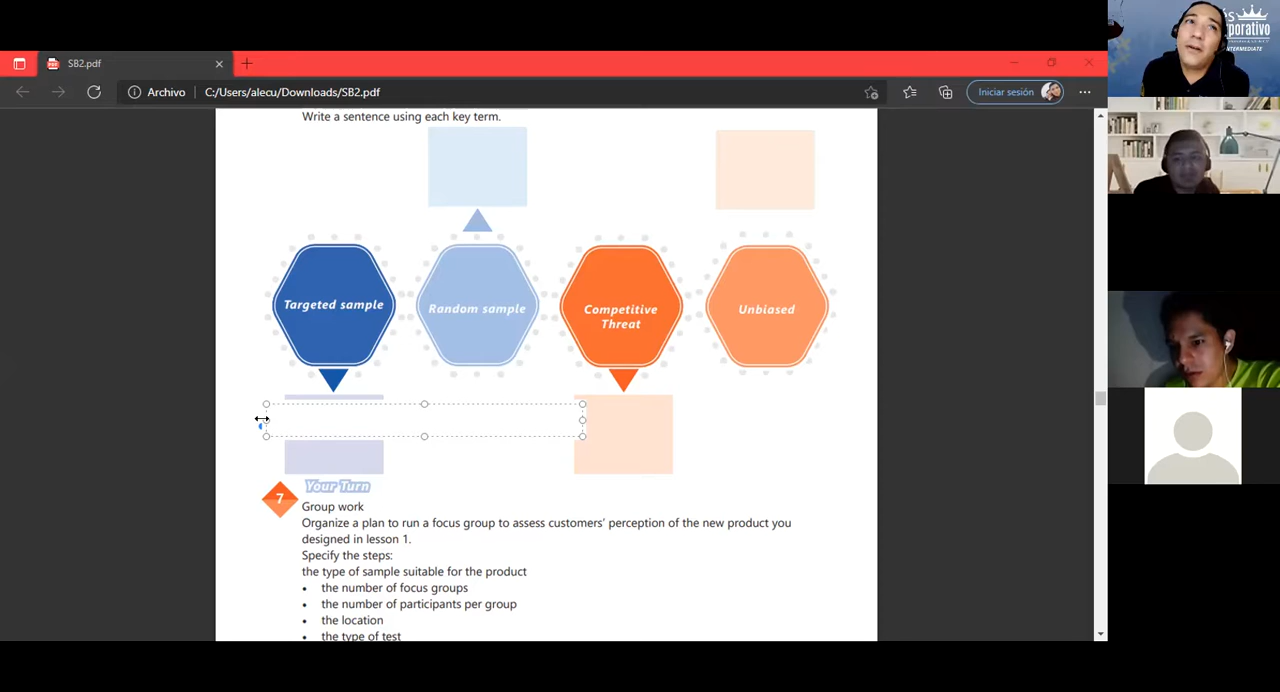 SB2.pdf
Archivo
C:/Users/alecu/Downloads/SB2.pdf
Iniciar sesión
Write a sentence using each key term.
Targeted sample
Random sample
Competitive
Threat
Unbiased
7
Your Turn
Group work
Organize a plan to run a focus group to assess customers' perception of the new product you
designed in lesson 1.
Specify the steps:
the type of sample suitable for the product
• the number of focus groups
• the number of participants per group
• the location
• the type of test